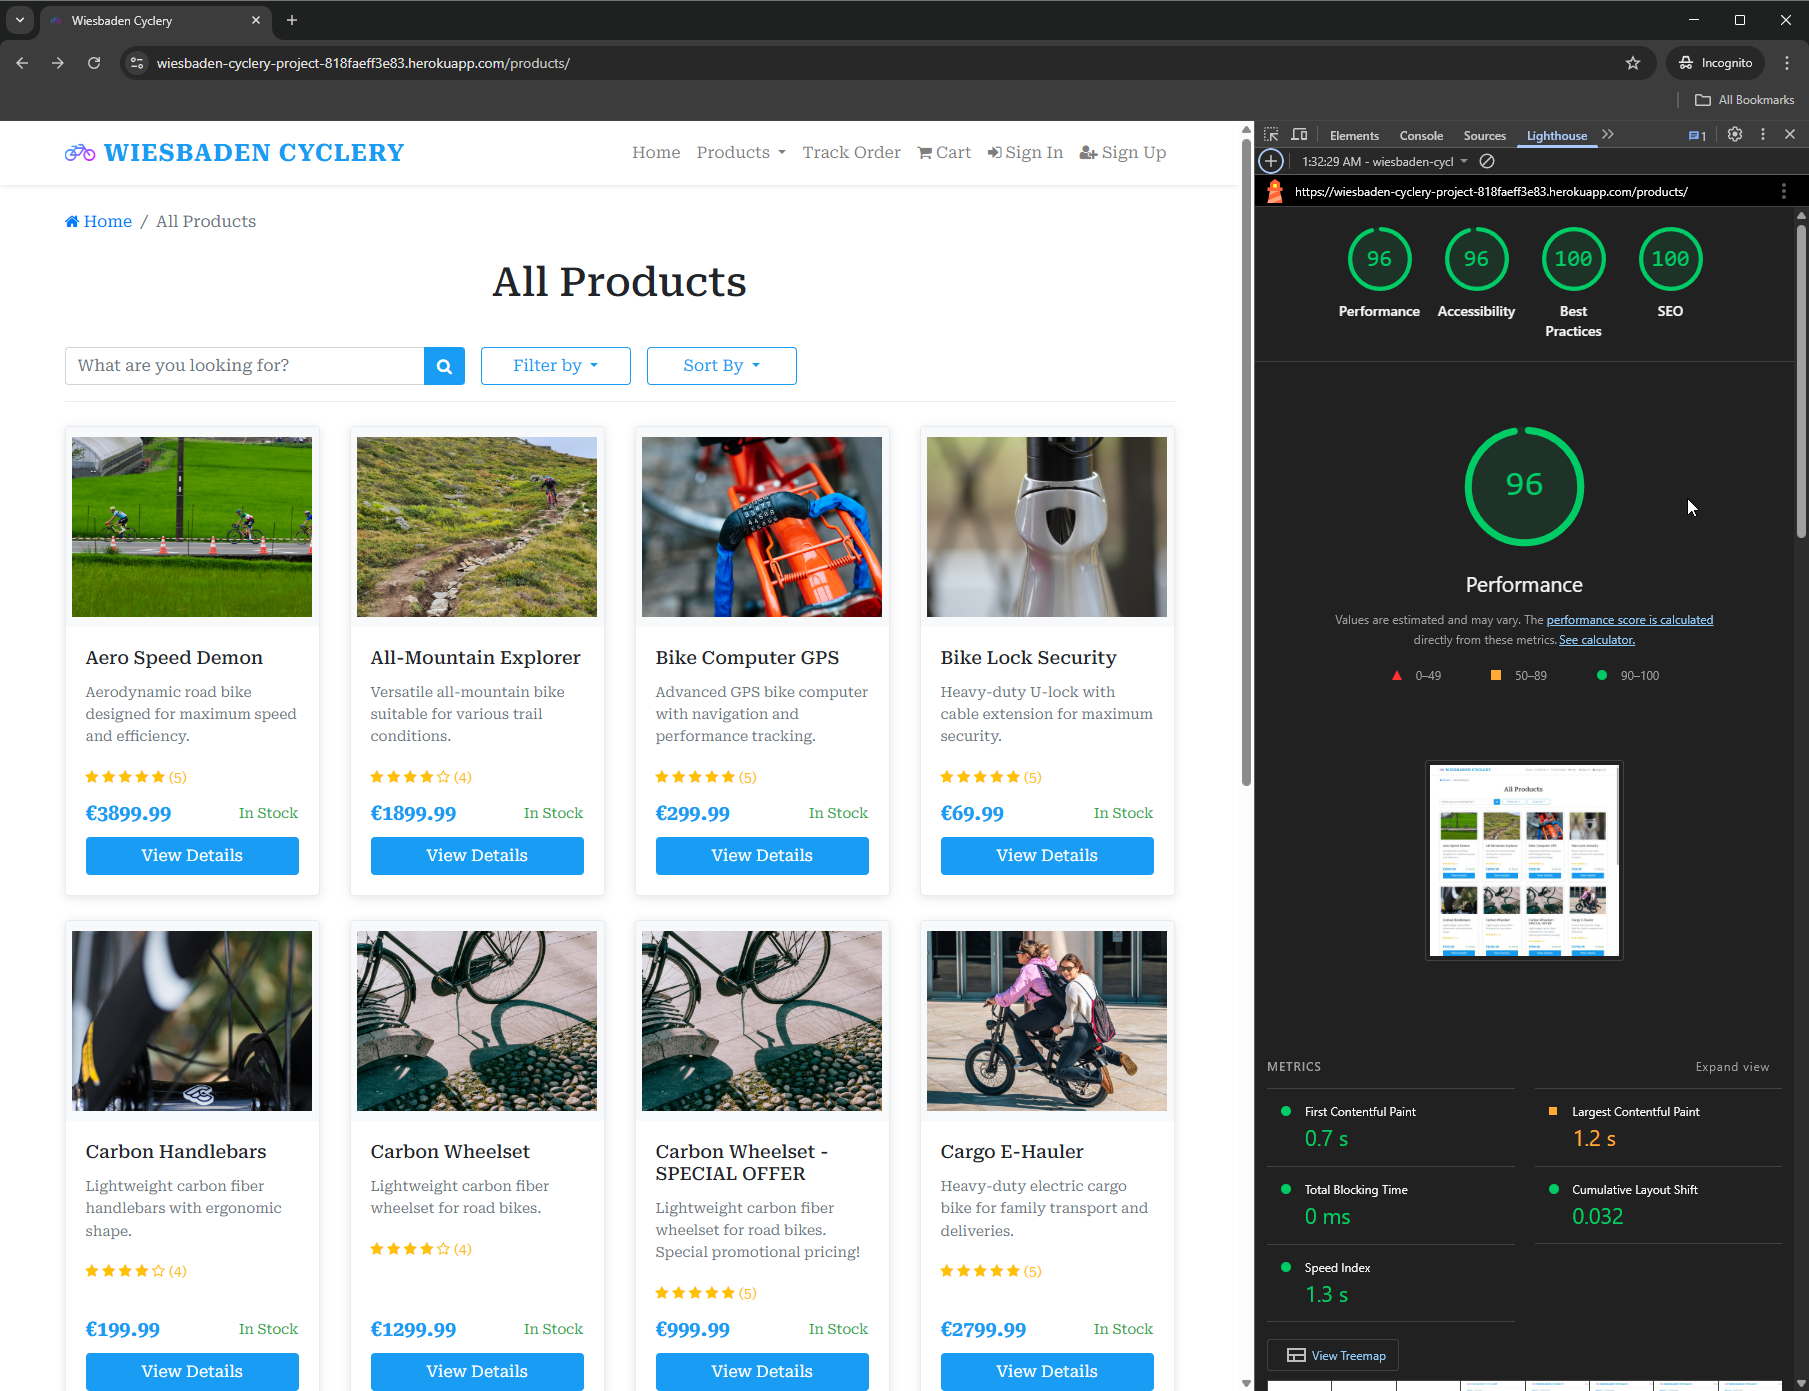 Wiesbaden Cyclery
wiesbaden-cyclery-project-818faeff3e83.herokuapp.com/products/
Incognito
All Bookmarks
WIESBADEN CYCLERY
Home
Products
Track Order
Cart
Sign In
Sign Up
Home / All Products
All Products
What are you looking for?
Filter by
Sort By
Aero Speed Demon
Aerodynamic road bike
designed for maximum speed
and efficiency.
(5)
€3899.99
In Stock
View Details
All-Mountain Explorer
Versatile all-mountain bike
suitable for various trail
conditions.
(4)
€1899.99
In Stock
View Details
Bike Computer GPS
Advanced GPS bike computer
with navigation and
performance tracking.
(5)
€299.99
In Stock
View Details
Bike Lock Security
Heavy-duty U-lock with
cable extension for maximum
security.
(5)
€69.99
In Stock
View Details
Carbon Handlebars
Lightweight carbon fiber
handlebars with ergonomic
shape.
(4)
€199.99
In Stock
View Details
Carbon Wheelset
Lightweight carbon fiber
wheelset for road bikes.
(4)
€1299.99
In Stock
View Details
Carbon Wheelset -
SPECIAL OFFER
Lightweight carbon fiber
wheelset for road bikes.
Special promotional pricing!
(5)
€999.99
In Stock
View Details
Cargo E-Hauler
Heavy-duty electric cargo
bike for family transport and
deliveries.
(5)
€2799.99
In Stock
View Details
Elements
Console
Sources
Lighthouse
1
1:32:29 AM - wiesbaden-cycl
https://wiesbaden-cyclery-project-818faeff3e83.herokuapp.com/products/
96
Performance
96
Accessibility
100
Best
Practices
100
SEO
96
Performance
Values are estimated and may vary. The performance score is calculated
directly from these metrics. See calculator.
0–49
50–89
90–100
All Products
METRICS
Expand view
First Contentful Paint
0.7 s
Largest Contentful Paint
1.2 s
Total Blocking Time
0 ms
Cumulative Layout Shift
0.032
Speed Index
1.3 s
View Treemap